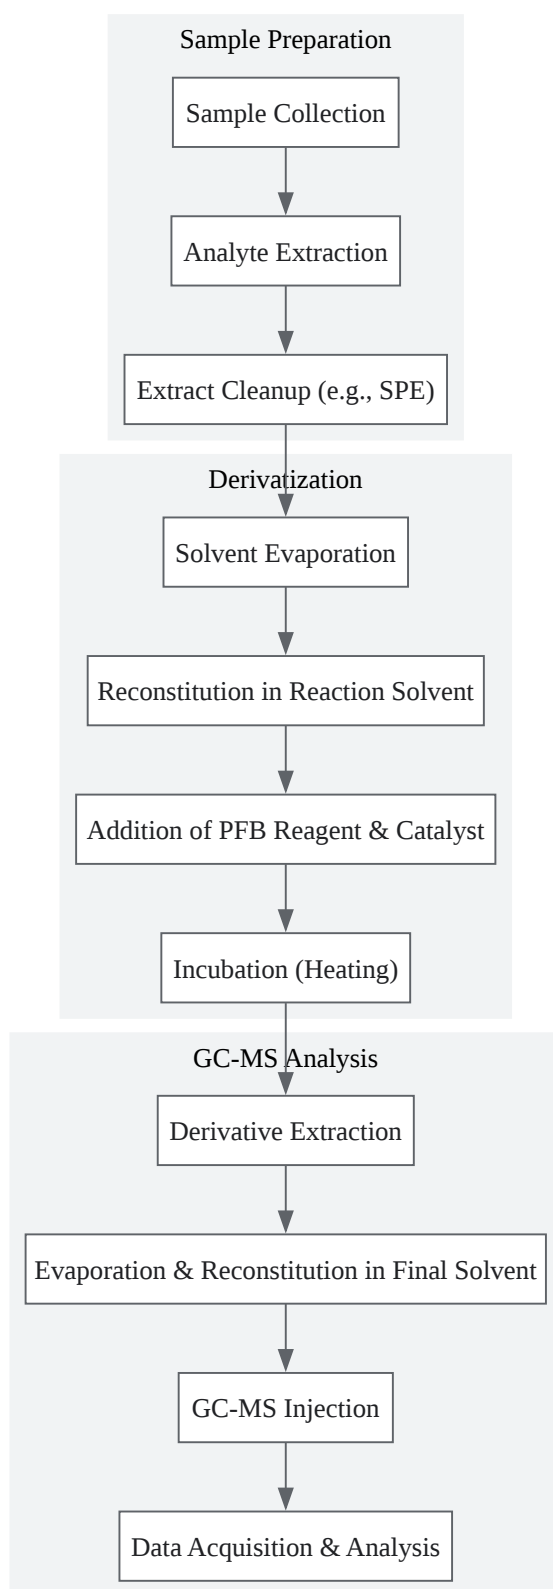 Sample Preparation
Sample Collection
Analyte Extraction
Extract Cleanup (e.g., SPE)
Derivatization
Solvent Evaporation
Reconstitution in Reaction Solvent
Addition of PFB Reagent & Catalyst
Incubation (Heating)
GC-MS Analysis
Derivative Extraction
Evaporation & Reconstitution in Final Solvent
GC-MS Injection
Data Acquisition & Analysis